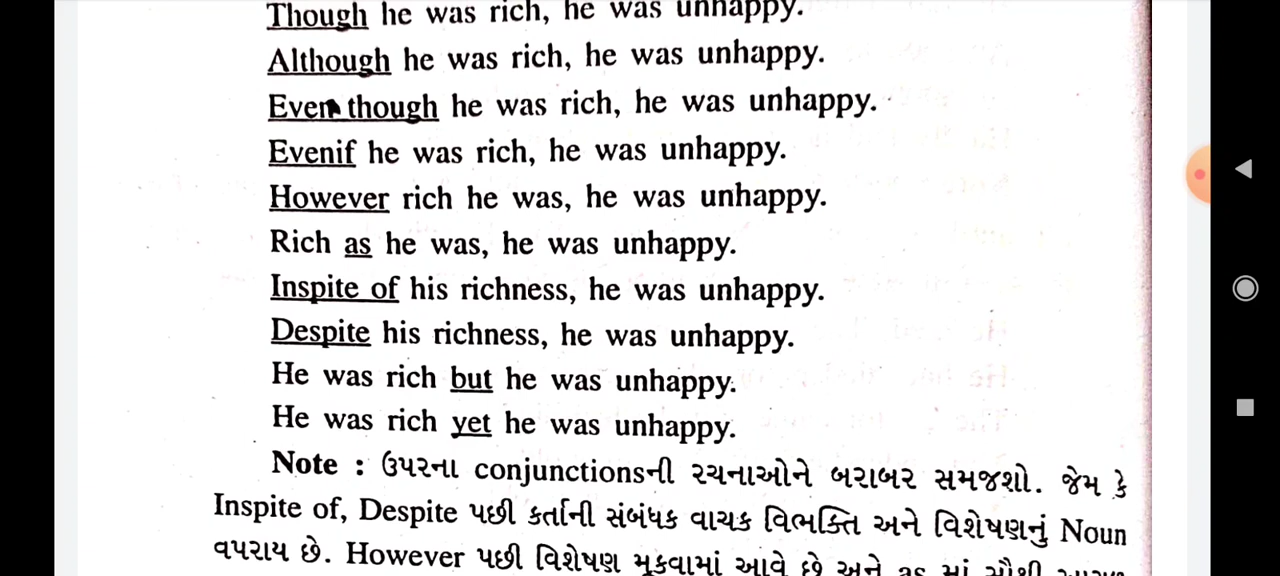 Though he was rich, he was unhappy.
Although he was rich, he was unhappy.
Even though he was rich, he was unhappy.
Evenif he was rich, he was unhappy.
However rich he was, he was unhappy.
Rich as he was, he was unhappy.
Inspite of his richness, he was unhappy.
Despite his richness, he was unhappy.
He was rich but he was unhappy.
He was rich yet he was unhappy.
Note : ઉપરના conjunctionsની રચનાઓને બરાબર સમજશો. જેમ કે
Inspite of, Despite પછી કર્તાની સંબંધક વાચક વિભક્તિ અને વિશેષણનું Noun
વપરાય છે. However પછી વિશેષણ મૂકવામાં આવે છે અને as માં સૌથી